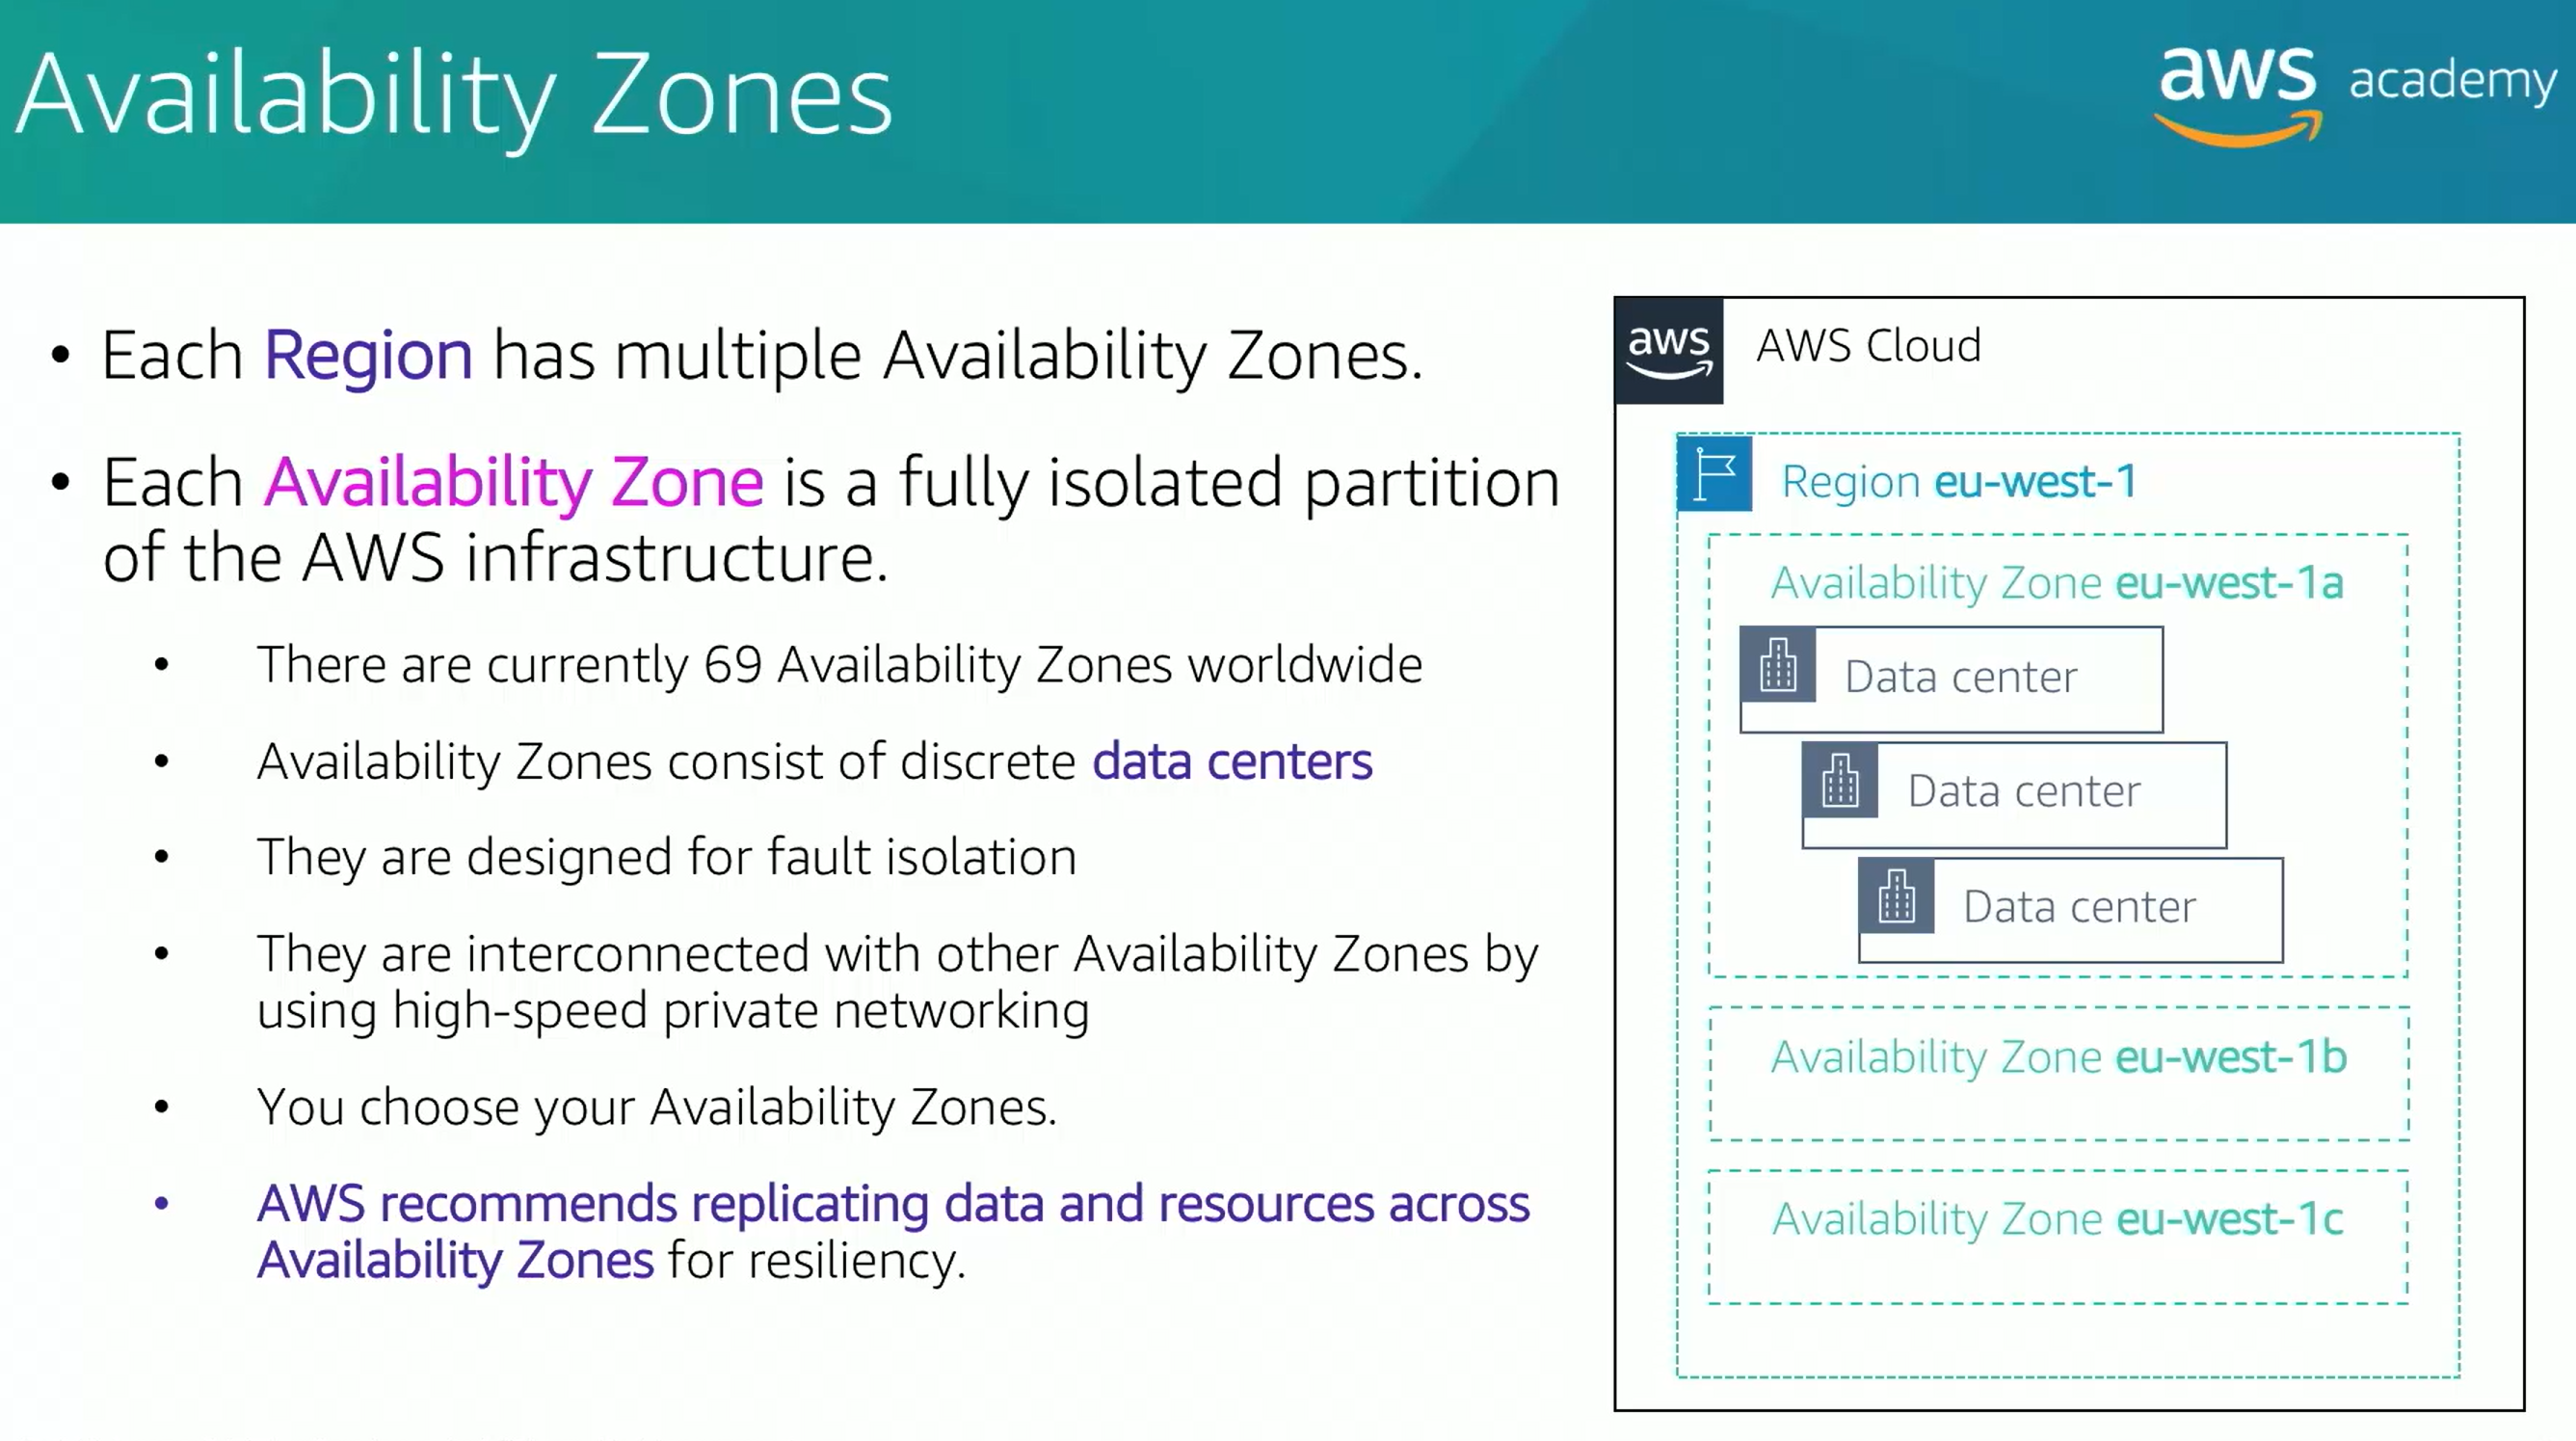 Availability Zones
aws academy
• Each Region has multiple Availability Zones.
• Each Availability Zone is a fully isolated partition
of the AWS infrastructure.
• There are currently 69 Availability Zones worldwide
• Availability Zones consist of discrete data centers
• They are designed for fault isolation
• They are interconnected with other Availability Zones by
using high-speed private networking
• You choose your Availability Zones.
• AWS recommends replicating data and resources across
Availability Zones for resiliency.
aws AWS Cloud
Region eu-west-1
Availability Zone eu-west-1a
Data center
Data center
Data center
Availability Zone eu-west-1b
Availability Zone eu-west-1c